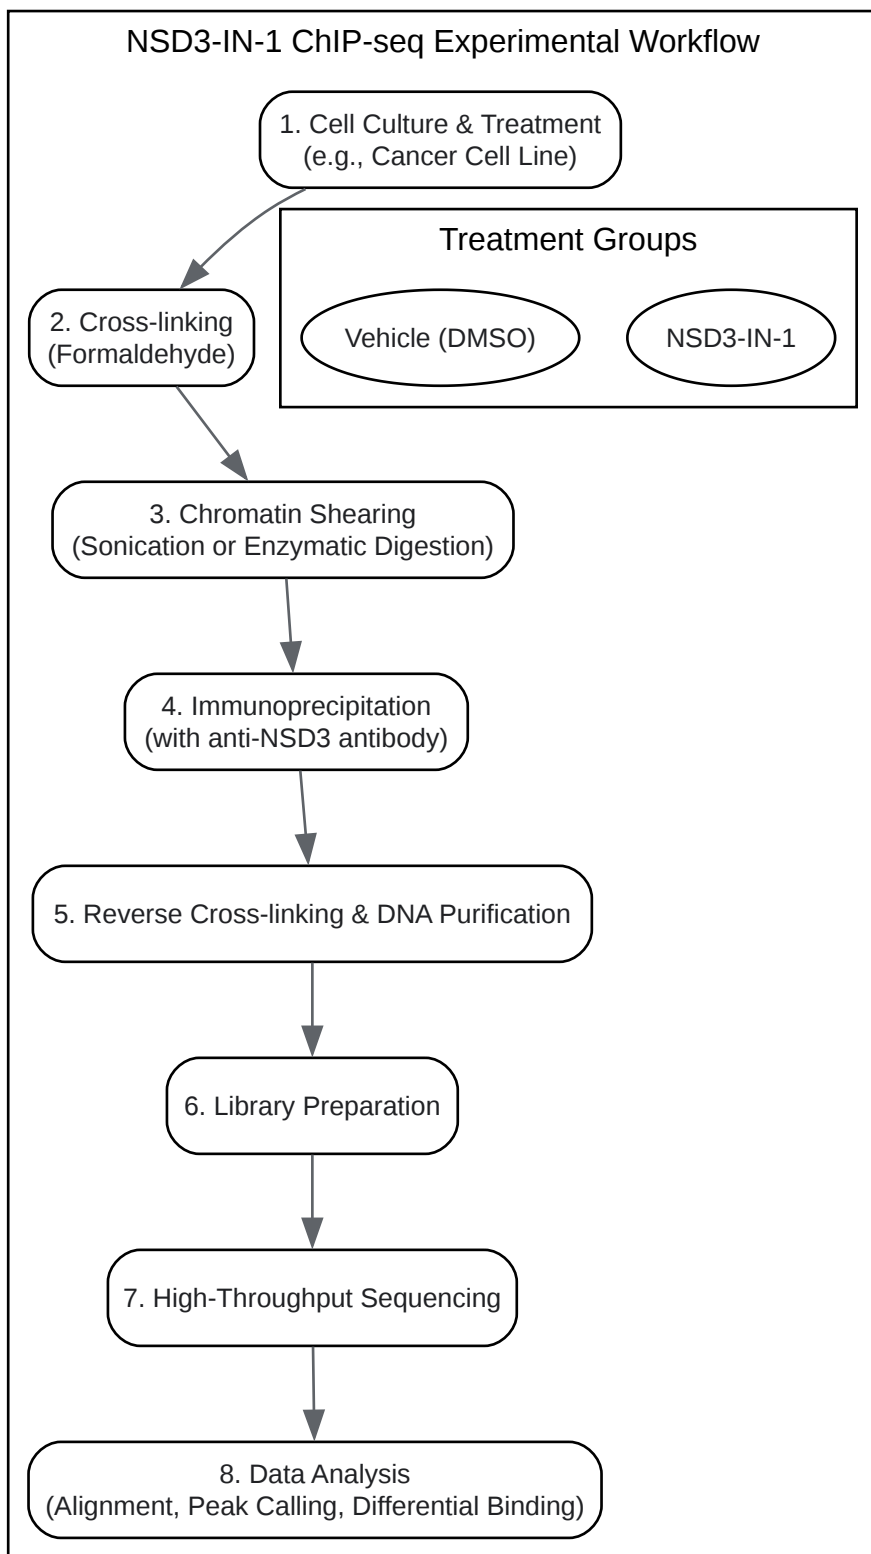 NSD3-IN-1 ChIP-seq Experimental Workflow
1. Cell Culture & Treatment
(e.g., Cancer Cell Line)
Treatment Groups
Vehicle (DMSO)
NSD3-IN-1
2. Cross-linking
(Formaldehyde)
3. Chromatin Shearing
(Sonication or Enzymatic Digestion)
4. Immunoprecipitation
(with anti-NSD3 antibody)
5. Reverse Cross-linking & DNA Purification
6. Library Preparation
7. High-Throughput Sequencing
8. Data Analysis
(Alignment, Peak Calling, Differential Binding)